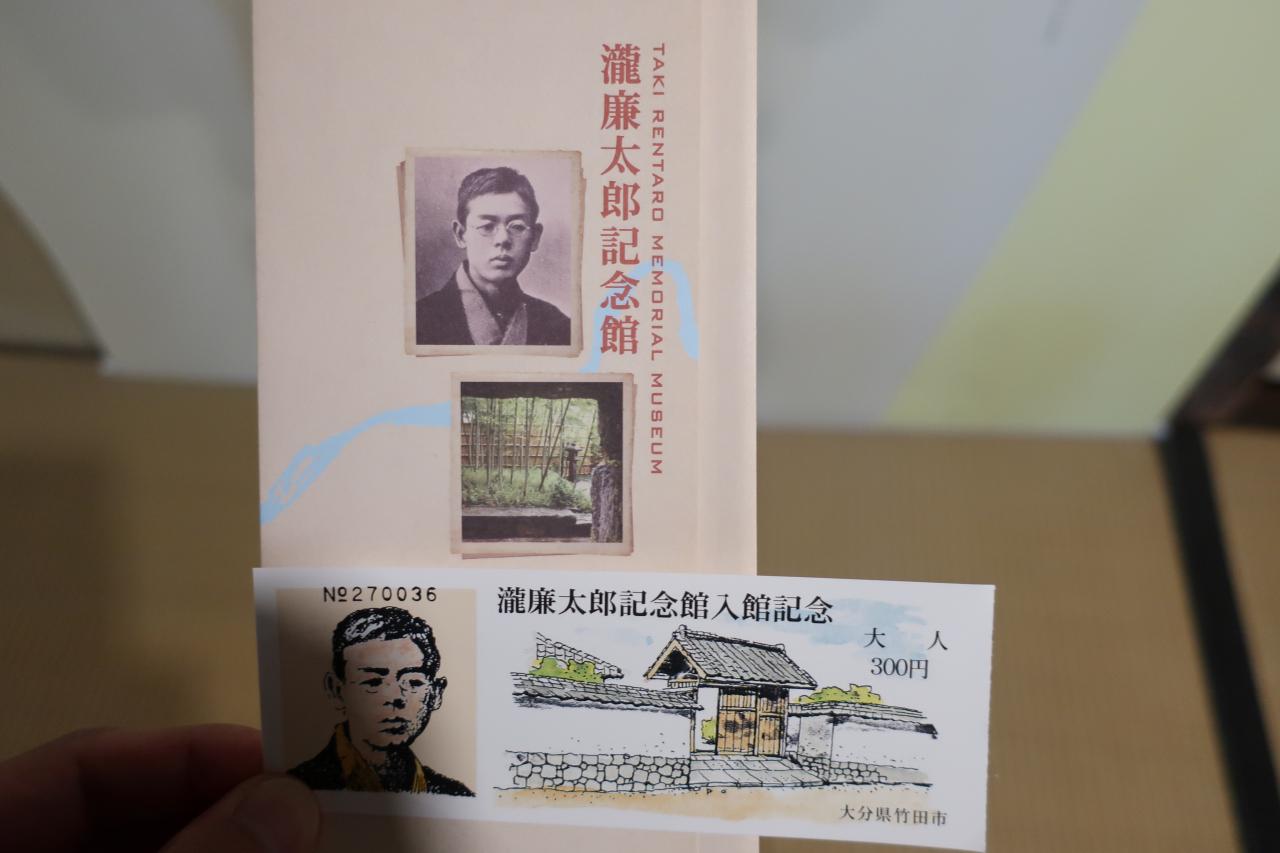 瀧廉太郎記念館
TAKI RENTARO MEMORIAL MUSEUM
№270036
瀧廉太郎記念館入館記念
大 人
300円
大分県竹田市